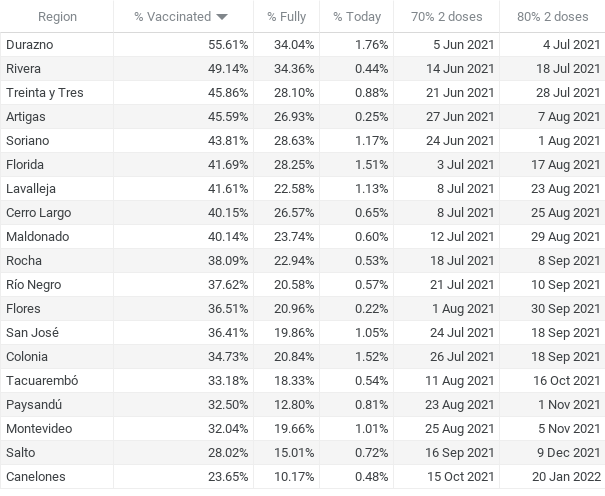 Region % Vaccinated % Fully % Today 70% 2 doses 80% 2 doses
Durazno 55.61% 34.04% 1.76% 5 Jun 2021 4 Jul 2021
Rivera 49.14% 34.36% 0.44% 14 Jun 2021 18 Jul 2021
Treinta y Tres 45.86% 28.10% 0.88% 21 Jun 2021 28 Jul 2021
Artigas 45.59% 26.93% 0.25% 27 Jun 2021 7 Aug 2021
Soriano 43.81% 28.63% 1.17% 24 Jun 2021 1 Aug 2021
Florida 41.69% 28.25% 1.51% 3 Jul 2021 17 Aug 2021
Lavalleja 41.61% 22.58% 1.13% 8 Jul 2021 23 Aug 2021
Cerro Largo 40.15% 26.57% 0.65% 8 Jul 2021 25 Aug 2021
Maldonado 40.14% 23.74% 0.60% 12 Jul 2021 29 Aug 2021
Rocha 38.09% 22.94% 0.53% 18 Jul 2021 8 Sep 2021
Río Negro 37.62% 20.58% 0.57% 21 Jul 2021 10 Sep 2021
Flores 36.51% 20.96% 0.22% 1 Aug 2021 30 Sep 2021
San José 36.41% 19.86% 1.05% 24 Jul 2021 18 Sep 2021
Colonia 34.73% 20.84% 1.52% 26 Jul 2021 18 Sep 2021
Tacuarembó 33.18% 18.33% 0.54% 11 Aug 2021 16 Oct 2021
Paysandú 32.50% 12.80% 0.81% 23 Aug 2021 1 Nov 2021
Montevideo 32.04% 19.66% 1.01% 25 Aug 2021 5 Nov 2021
Salto 28.02% 15.01% 0.72% 16 Sep 2021 9 Dec 2021
Canelones 23.65% 10.17% 0.48% 15 Oct 2021 20 Jan 2022